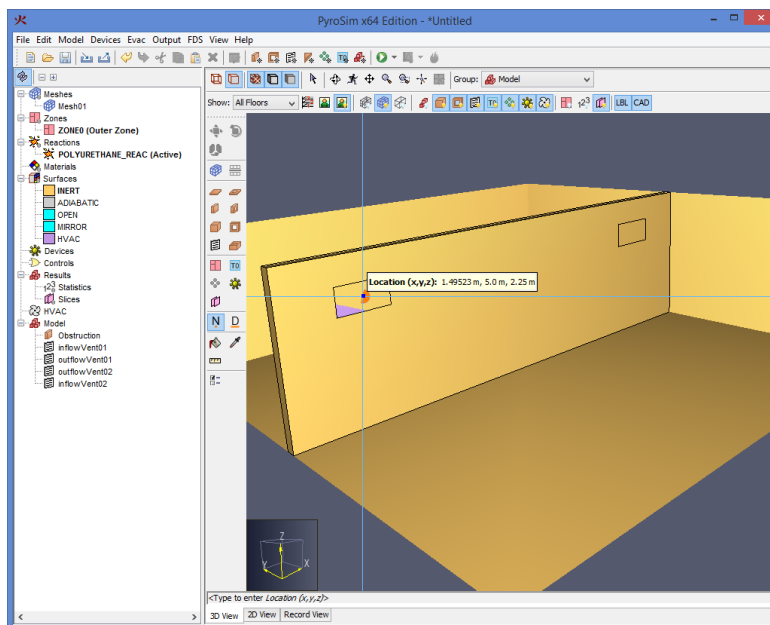 PyroSim x64 Edition - *Untitled
File Edit Model Devices Evac Output FDS View Help
Group: Model
Show: All Floors
LBL CAD
Meshes
Mesh01
Zones
ZONE0 (Outer Zone)
Reactions
POLYURETHANE_REAC (Active)
Materials
Surfaces
INERT
ADIABATIC
OPEN
MIRROR
HVAC
Devices
Controls
Results
Statistics
Slices
HVAC
Model
Obstruction
inflowVent01
outflowVent01
outflowVent02
inflowVent02
N D
Location (x,y,z): 1.49523 m, 5.0 m, 2.25 m
Z
Y X
<Type to enter Location (x,y,z)>
3D View 2D View Record View